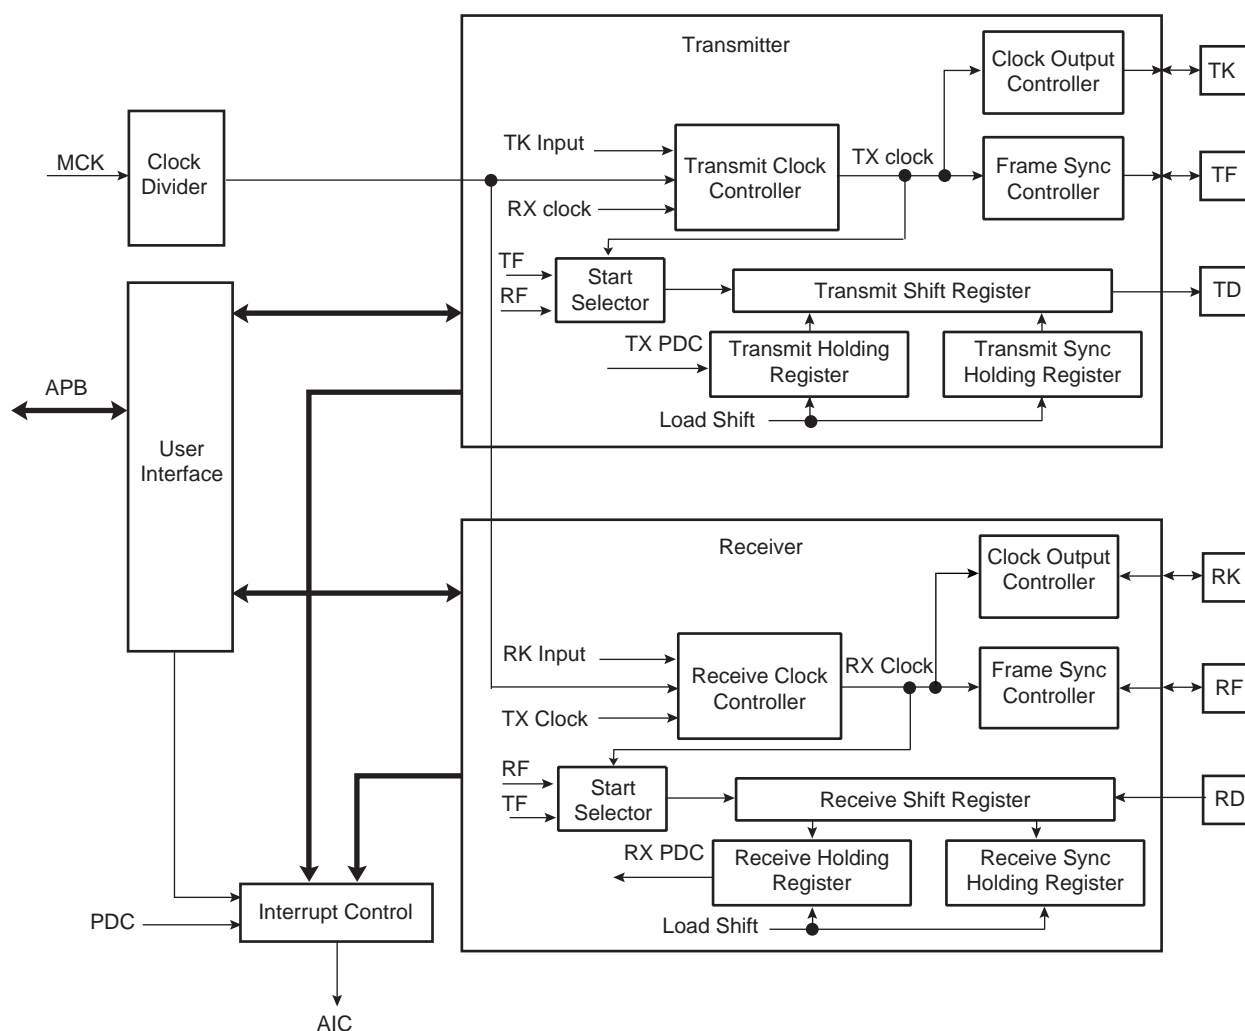 Transmitter
Clock Output
Controller
TK
MCK
Clock
Divider
TK Input
Transmit Clock
Controller
TX clock
Frame Sync
Controller
TF
RX clock
TF
RF
Start
Selector
Transmit Shift Register
TD
TX PDC
Transmit Holding
Register
Transmit Sync
Holding Register
APB
Load Shift
User
Interface
Receiver
Clock Output
Controller
RK
RK Input
Receive Clock
Controller
RX Clock
Frame Sync
Controller
RF
TX Clock
RF
TF
Start
Selector
Receive Shift Register
RD
RX PDC
Receive Holding
Register
Receive Sync
Holding Register
Load Shift
PDC
Interrupt Control
AIC